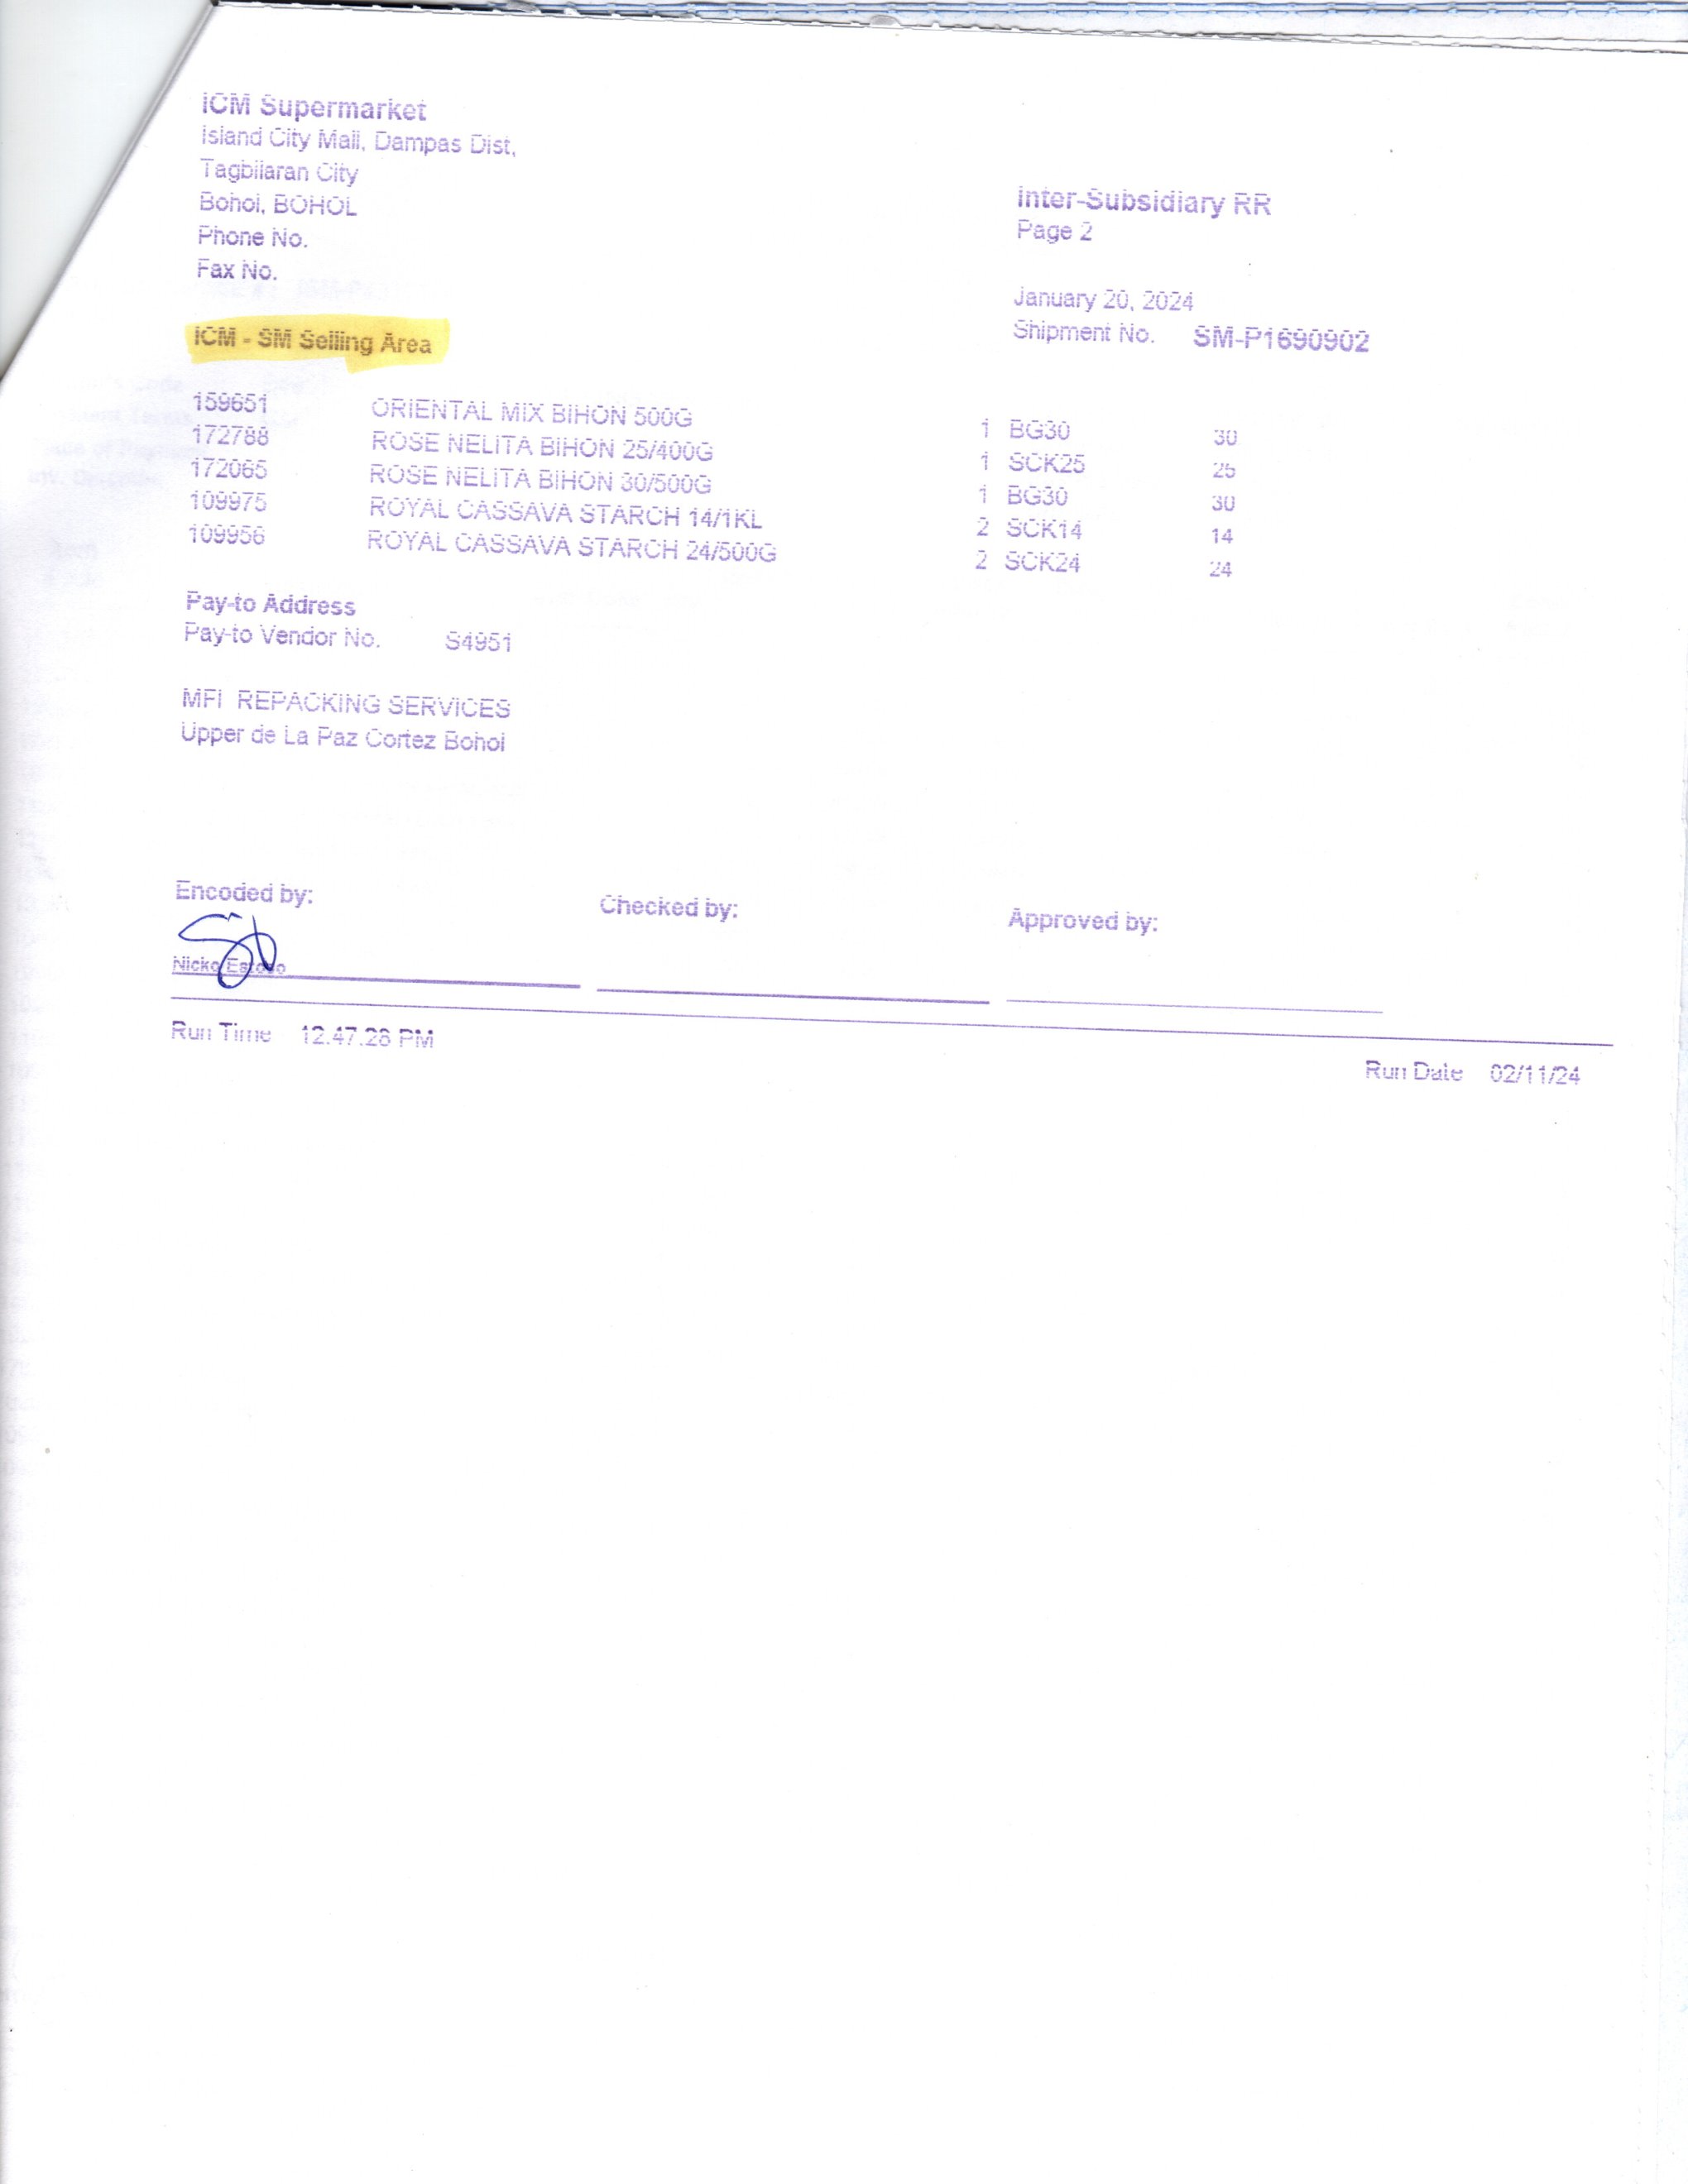 ICM Supermarket
Island City Mall, Dampas Dist,
Tagbilaran City
Bohol, BOHOL
Phone No.
Fax No.
Inter-Subsidiary RR
Page 2
January 20, 2024
Shipment No. SM-P1690902
ICM - SM Selling Area
159651 ORIENTAL MIX BIHON 500G 1 BG30 30
172788 ROSE NELITA BIHON 25/400G 1 SCK25 25
172065 ROSE NELITA BIHON 30/500G 1 BG30 30
109975 ROYAL CASSAVA STARCH 14/1KL 2 SCK14 14
109956 ROYAL CASSAVA STARCH 24/500G 2 SCK24 24
Pay-to Address
Pay-to Vendor No. S4951
MFI REPACKING SERVICES
Upper de La Paz Cortez Bohol
Encoded by: Checked by: Approved by:
Nicko
Run Time 12.47.28 PM
Run Date 02/11/24